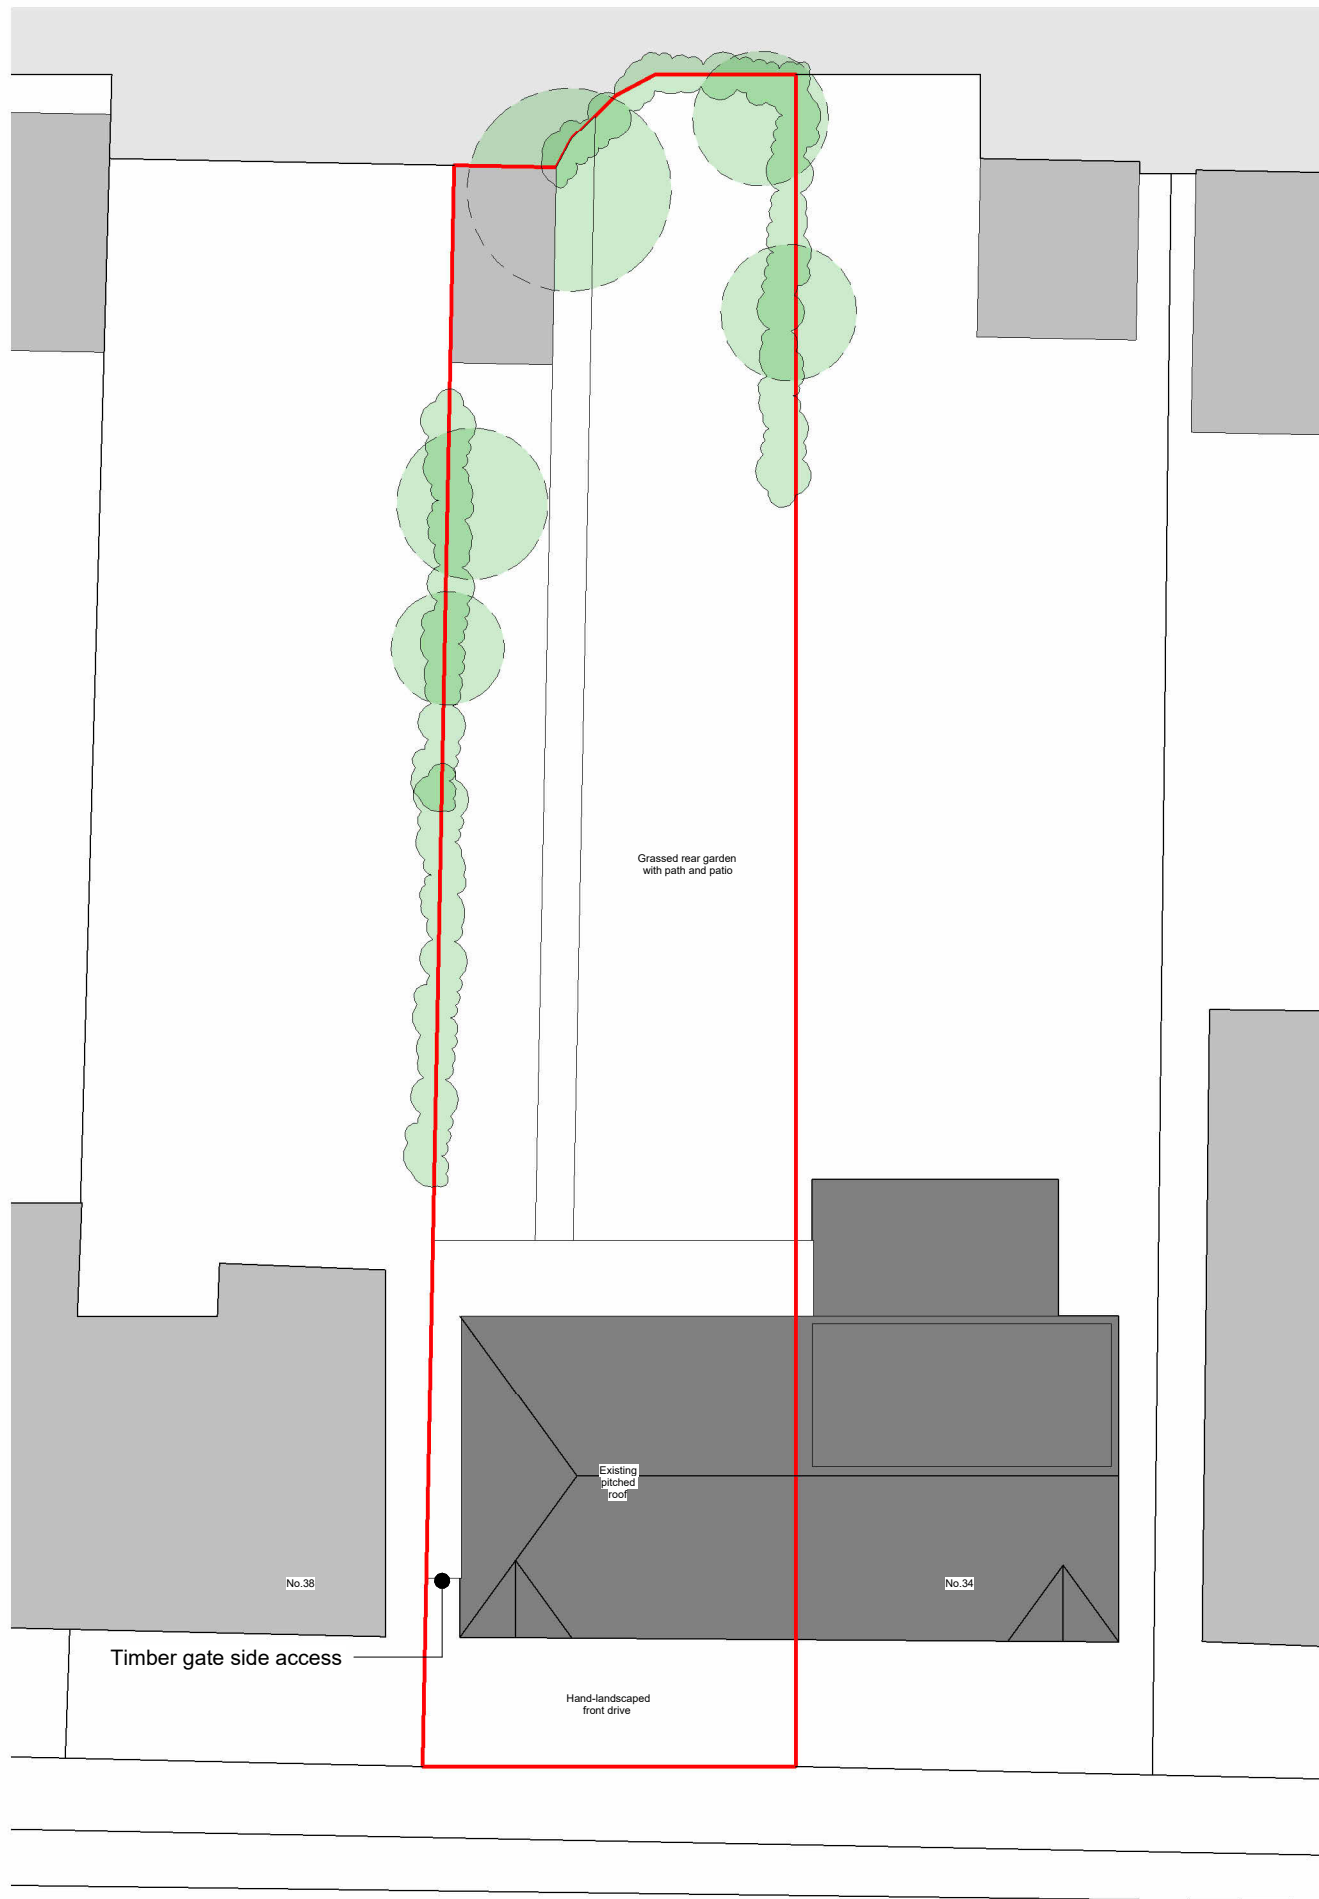 Grassed rear garden
with path and patio
Existing
pitched
roof
No.38
No.34
Timber gate side access
Hand-landscaped
front drive